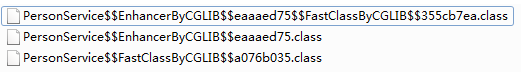 PersonService$$EnhancerByCGLIB$$eaaaed75$$FastClassByCGLIB$$355cb7ea.class
PersonService$$EnhancerByCGLIB$$eaaaed75.class
PersonService$$FastClassByCGLIB$$a076b035.class